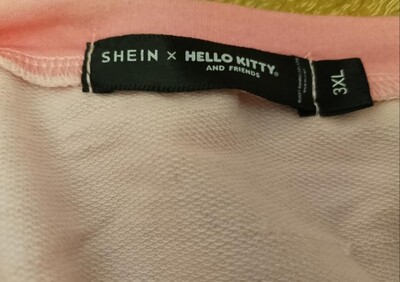 SHEIN × HELLO KITTY®
AND FRIENDS
3XL